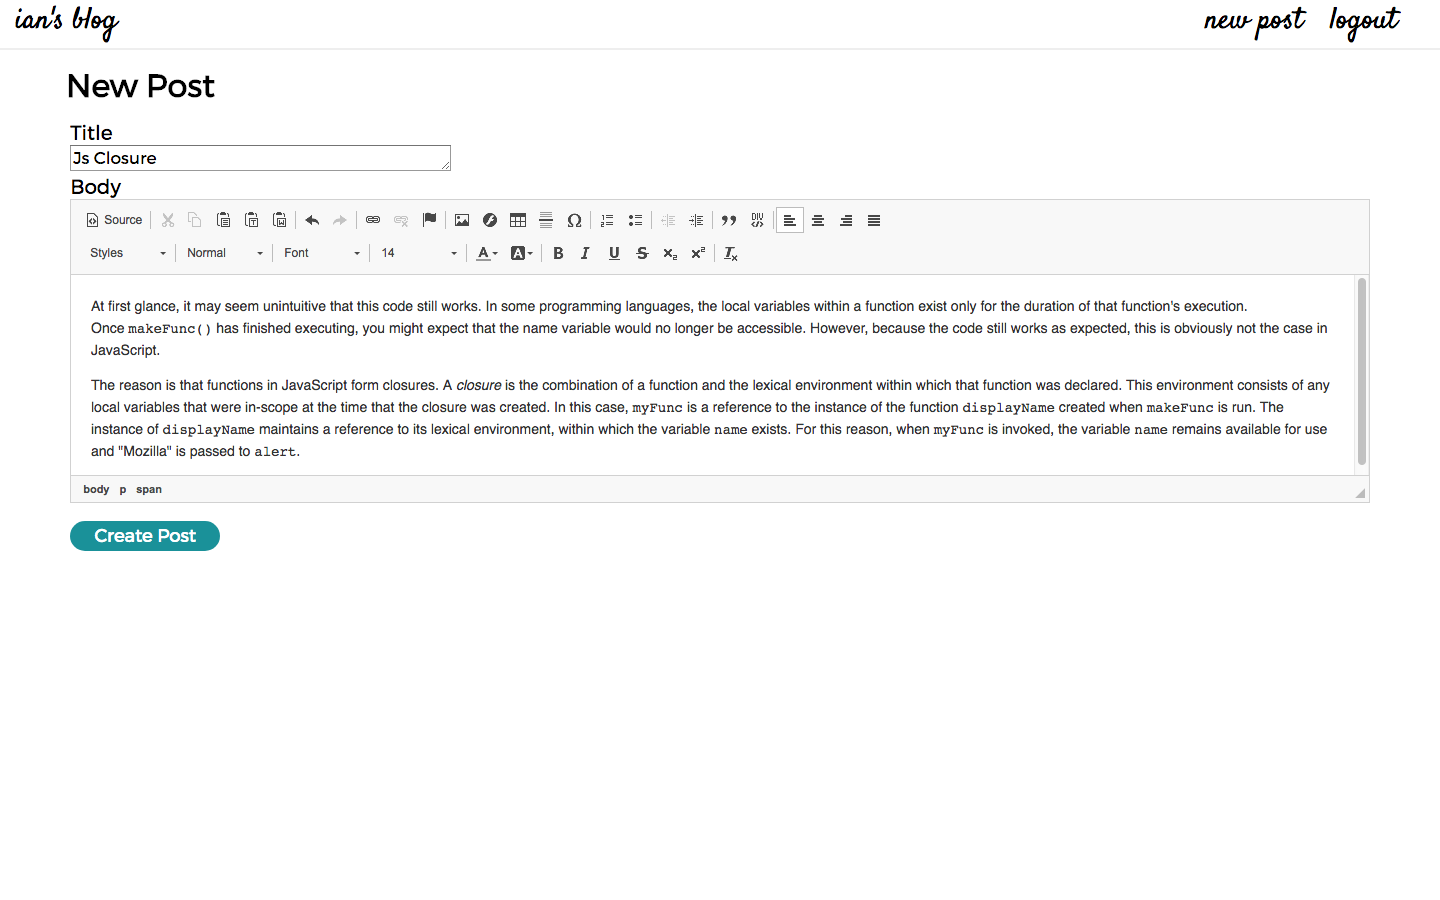 ian's blog new post logout
New Post
Title
Js Closure
Body
Source
Styles Normal Font 14 A A B I U S x₂ x² Tx
At first glance, it may seem unintuitive that this code still works. In some programming languages, the local variables within a function exist only for the duration of that function's execution.
Once makeFunc() has finished executing, you might expect that the name variable would no longer be accessible. However, because the code still works as expected, this is obviously not the case in
JavaScript.
The reason is that functions in JavaScript form closures. A closure is the combination of a function and the lexical environment within which that function was declared. This environment consists of any
local variables that were in-scope at the time that the closure was created. In this case, myFunc is a reference to the instance of the function displayName created when makeFunc is run. The
instance of displayName maintains a reference to its lexical environment, within which the variable name exists. For this reason, when myFunc is invoked, the variable name remains available for use
and "Mozilla" is passed to alert.
body p span
Create Post